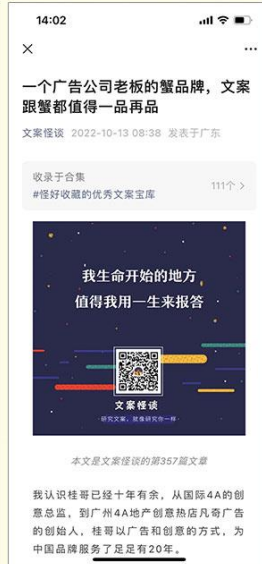 14:02
一个广告公司老板的蟹品牌，文案
跟蟹都值得一品再品
文案怪谈 2022-10-13 08:38 发表于广东
收录于合集
#怪好收藏的优秀文案宝库
111个 >
我生命开始的地方
值得我用一生来报答
文案怪谈
研究文案，就像研究你一样
本文是文案怪谈的第357篇文章
我认识桂哥已经十年有余，从国际4A的创
意总监，到广州4A地产创意热店凡奇广告
的创始人，桂哥以广告和创意的方式，为
中国品牌服务了足足有20年。